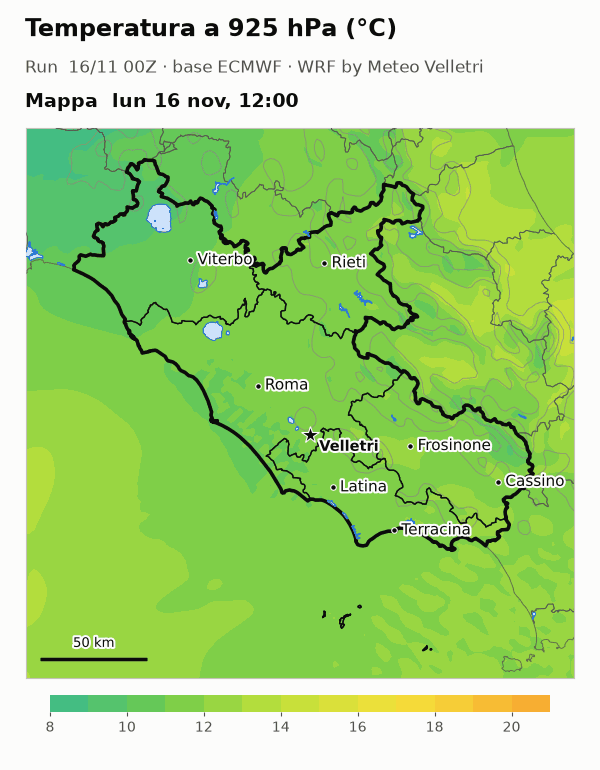 Temperatura a 925 hPa (°C)
Run  16/11 00Z · base ECMWF · WRF by Meteo Velletri
Mappa  lun 16 nov, 12:00
Viterbo
Rieti
Roma
Velletri
Frosinone
Latina
Cassino
Terracina
50 km
8 10 12 14 16 18 20